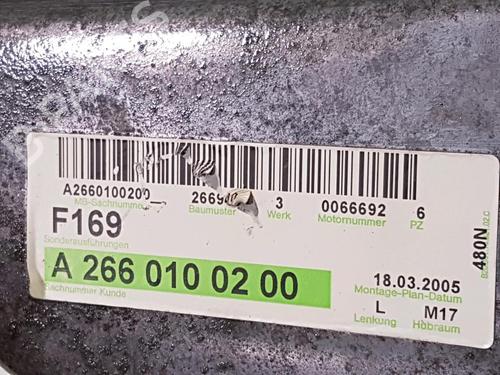 A2660100200
MB-Sachnummer
Baumuster
3
Werk
0066692
Motornummer
6
PZ
F169
Sonderausführungen
A 266 010 02 00
Sachnummer Kunde
18.03.2005
Montage-Plan-Datum
L
Lenkung
M17
Hubraum
480N